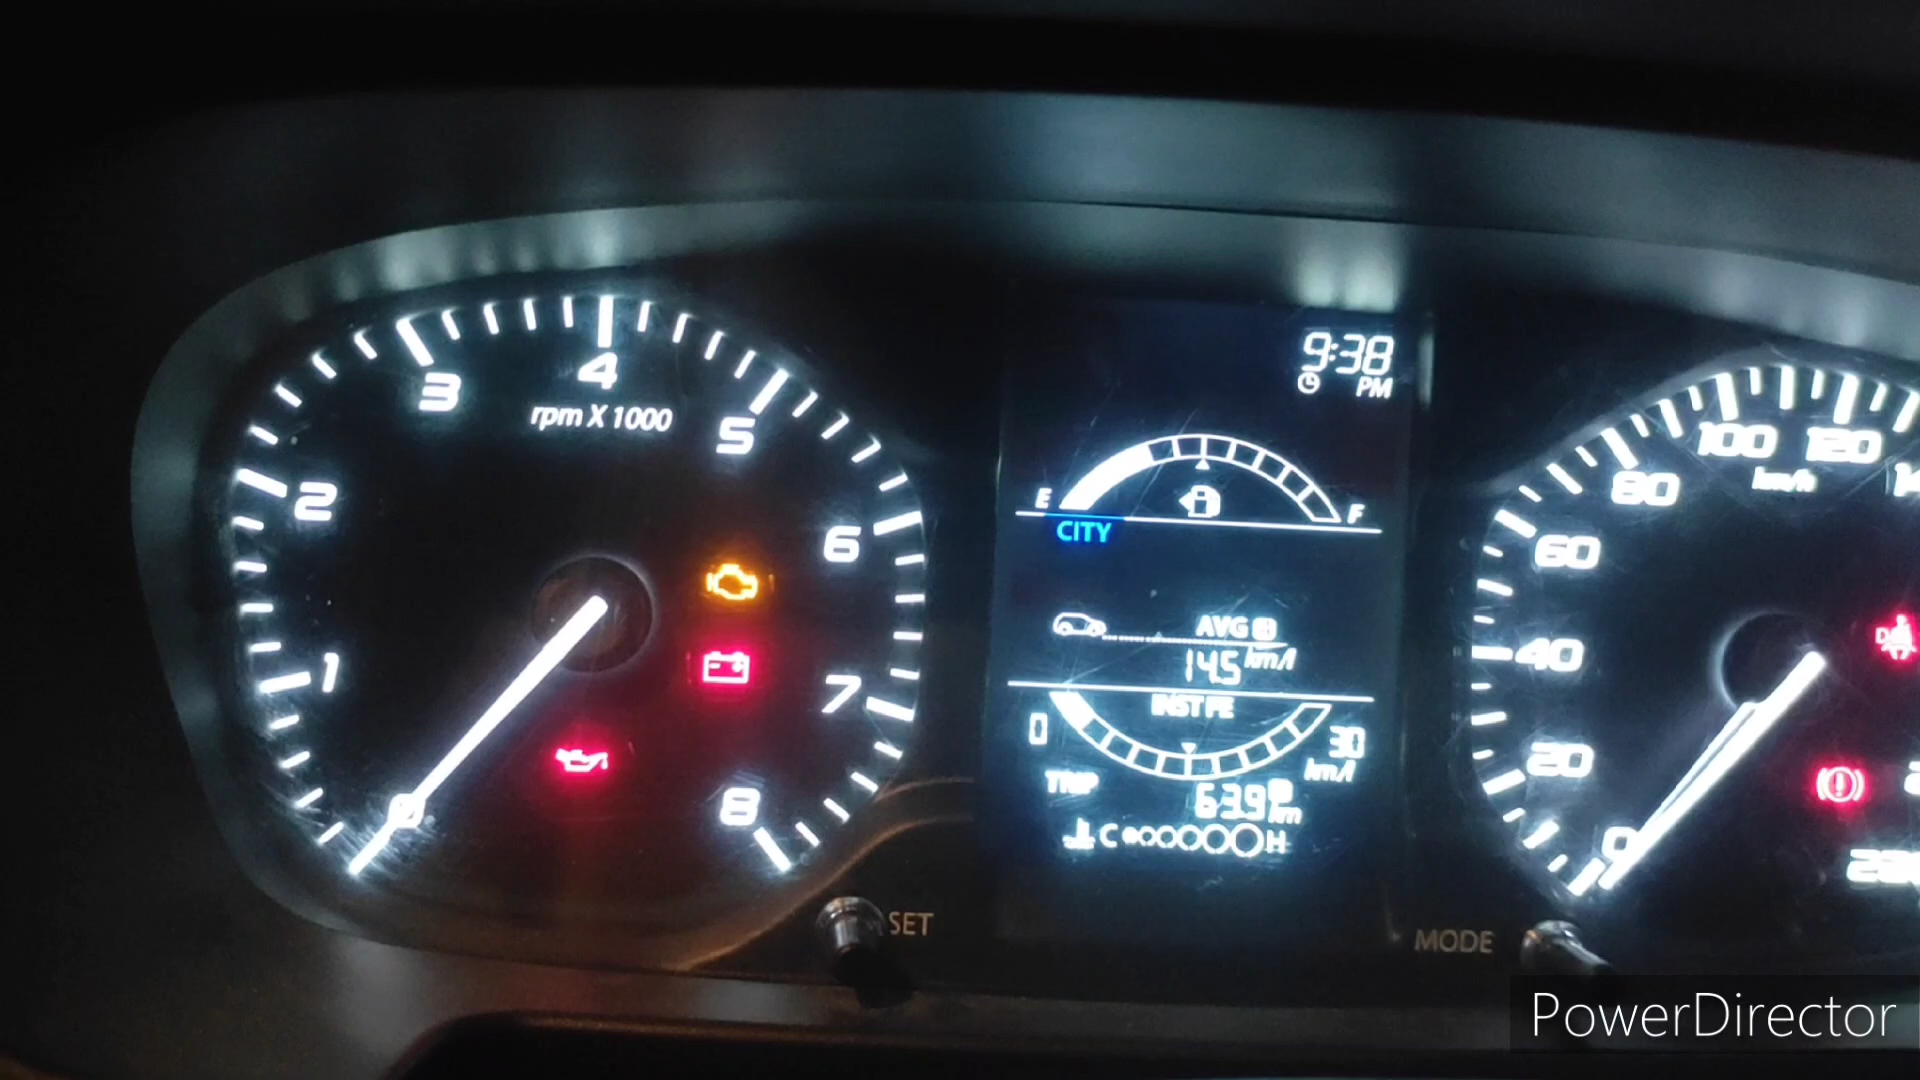 9:38
PM
1 2 3 4 5 6 7 8
rpm X 1000
0
E F
CITY
AVG B
14.5 km/l
INST FE
0 30
km/l
TRIP B
63.9 km
C H
0 20 40 60 80 100 120
km/h
SET
MODE
PowerDirector